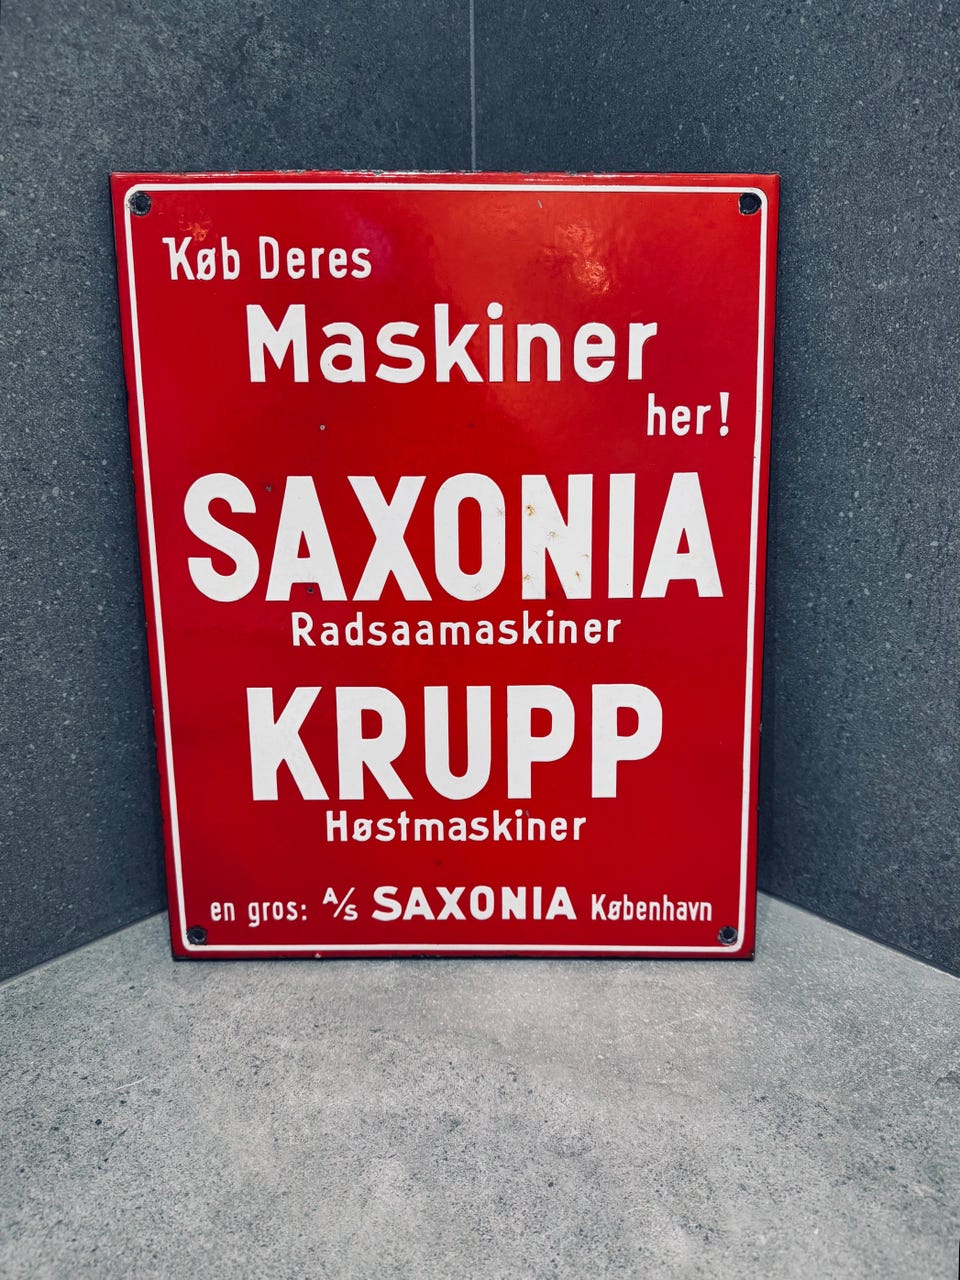 Køb Deres
Maskiner
her!
SAXONIA
Radsaamaskiner
KRUPP
Høstmaskiner
en gros: A/S SAXONIA København